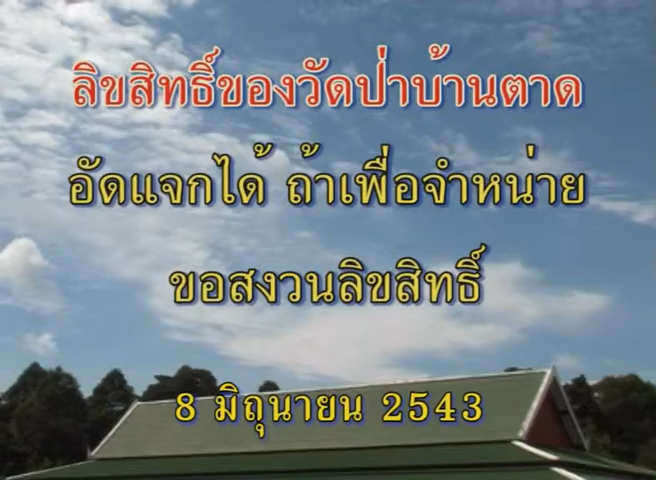 ลิขสิทธิ์ของวัดป่าบ้านตาด
อัดแจกได้ ถ้าเพื่อจำหน่าย
ขอสงวนลิขสิทธิ์
8 มิถุนายน 2543